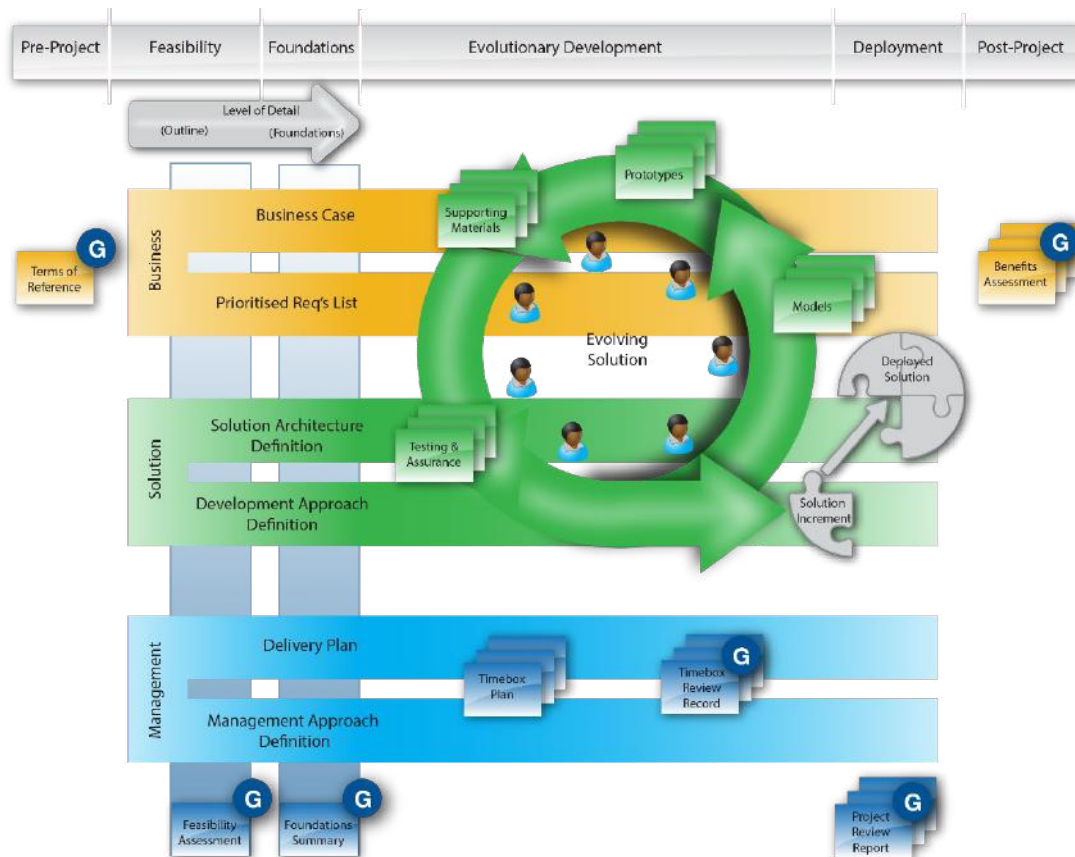 Pre-Project
Feasibility
Foundations
Evolutionary Development
Deployment
Post-Project
Level of Detail
(Outline)
(Foundations)
Prototypes
Supporting
Materials
Business Case
Business
G
Terms of
Reference
G
Benefits
Assessment
Prioritised Req's List
Models
Evolving
Solution
Deployed
Solution
Solution Architecture
Definition
Testing &
Assurance
Solution
Development Approach
Definition
Solution
Increment
Delivery Plan
Management
Timebox
Plan
G
Timebox
Review
Record
Management Approach
Definition
G
Feasibility
Assessment
G
Foundations
Summary
G
Project
Review
Report